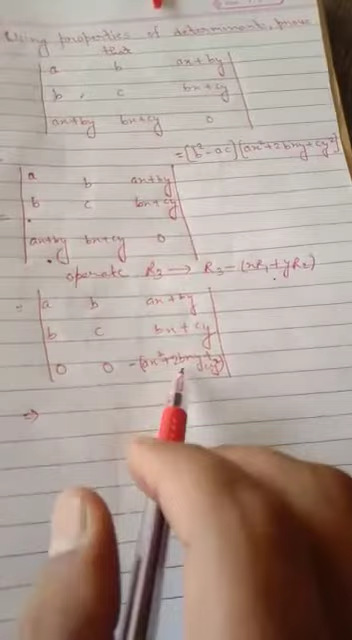 Using properties of determinant, prove
that
a b ax+by
b c bx+cy
ax+by bx+cy 0
=[b²-ac][ax²+2bxy+cy²]
a b ax+by
= b c bx+cy
ax+by bx+cy 0
operate R3 → R3-(xR1+yR2)
= a b ax+by
b c bx+cy
0 0 -(ax²+2bxy+cy²)
⇒